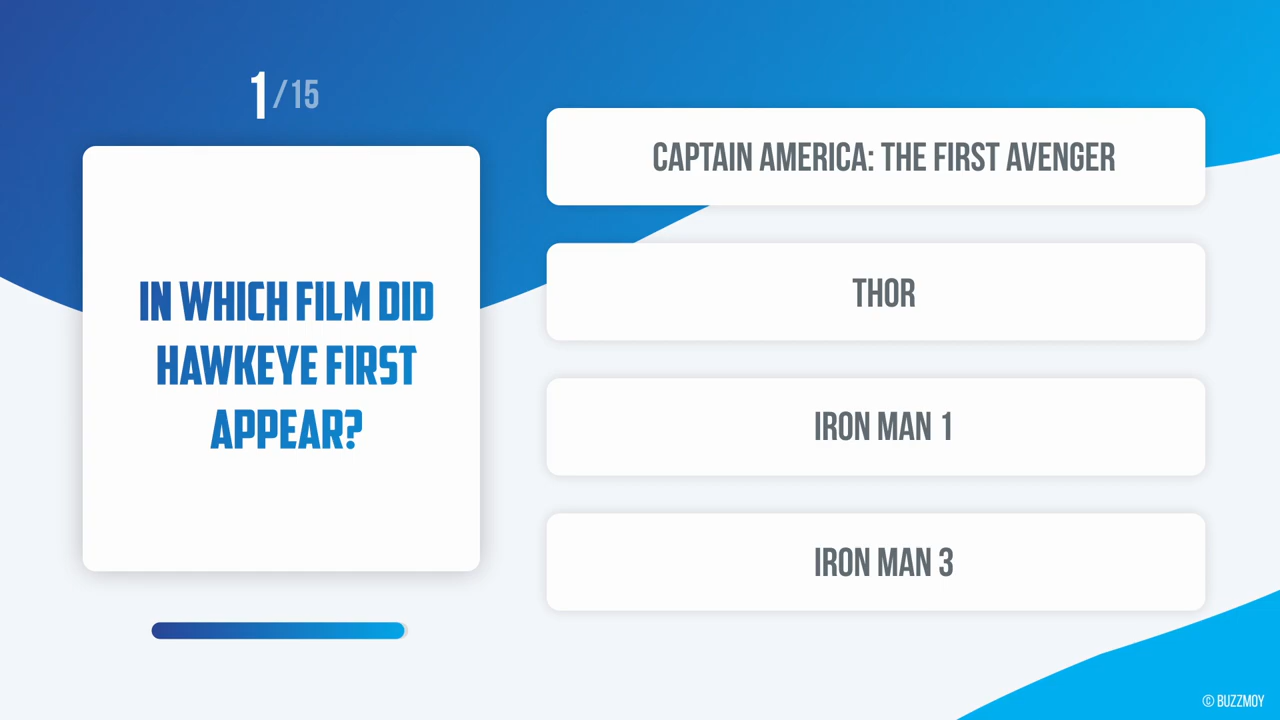 1/15
IN WHICH FILM DID
HAWKEYE FIRST
APPEAR?
CAPTAIN AMERICA: THE FIRST AVENGER
THOR
IRON MAN 1
IRON MAN 3
© BUZZMOY